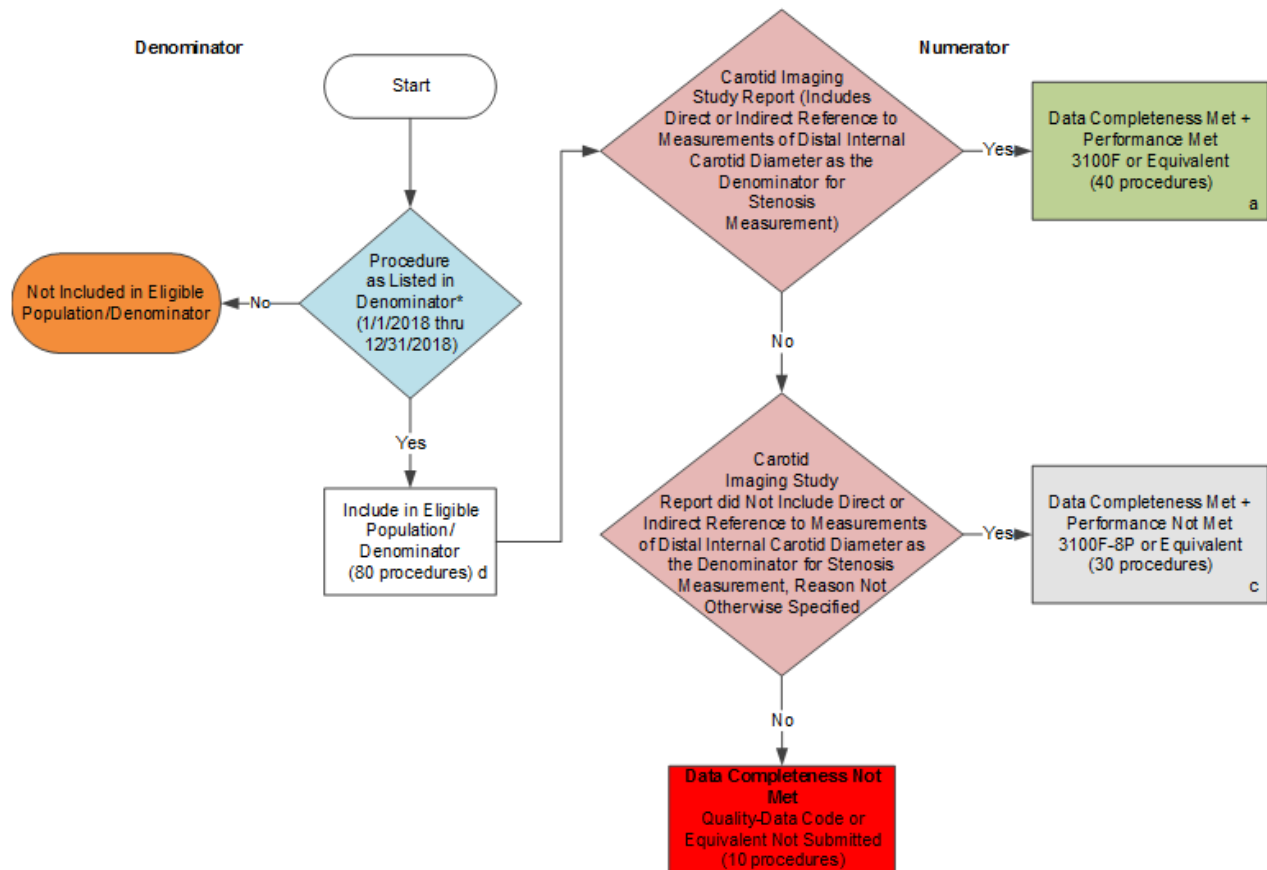 Denominator
Numerator
Start
Procedure
as Listed in
Denominator*
(1/1/2018 thru
12/31/2018)
No
Not Included in Eligible
Population/Denominator
Yes
Include in Eligible
Population/
Denominator
(80 procedures) d
Carotid Imaging
Study Report (Includes
Direct or Indirect Reference to
Measurements of Distal Internal
Carotid Diameter as the
Denominator for
Stenosis
Measurement)
Yes
Data Completeness Met +
Performance Met
3100F or Equivalent
(40 procedures)
a
No
Carotid
Imaging Study
Report did Not Include Direct or
Indirect Reference to Measurements
of Distal Internal Carotid Diameter as
the Denominator for Stenosis
Measurement, Reason Not
Otherwise Specified
Yes
Data Completeness Met +
Performance Not Met
3100F-8P or Equivalent
(30 procedures)
c
No
Data Completeness Not
Met
Quality-Data Code or
Equivalent Not Submitted
(10 procedures)